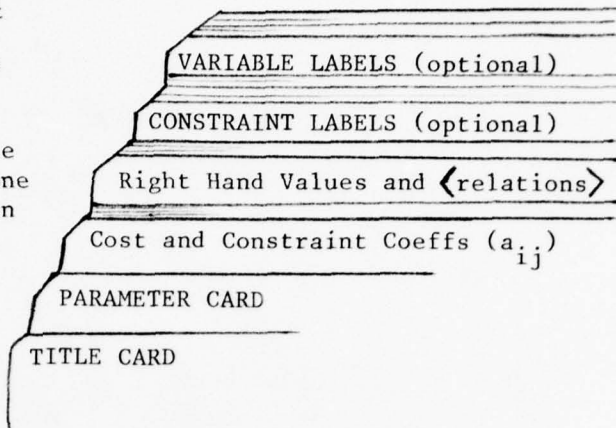 VARIABLE LABELS (optional)
CONSTRAINT LABELS (optional)
e
ne
Right Hand Values and <relations>
n
Cost and Constraint Coeffs (aij)
PARAMETER CARD
TITLE CARD